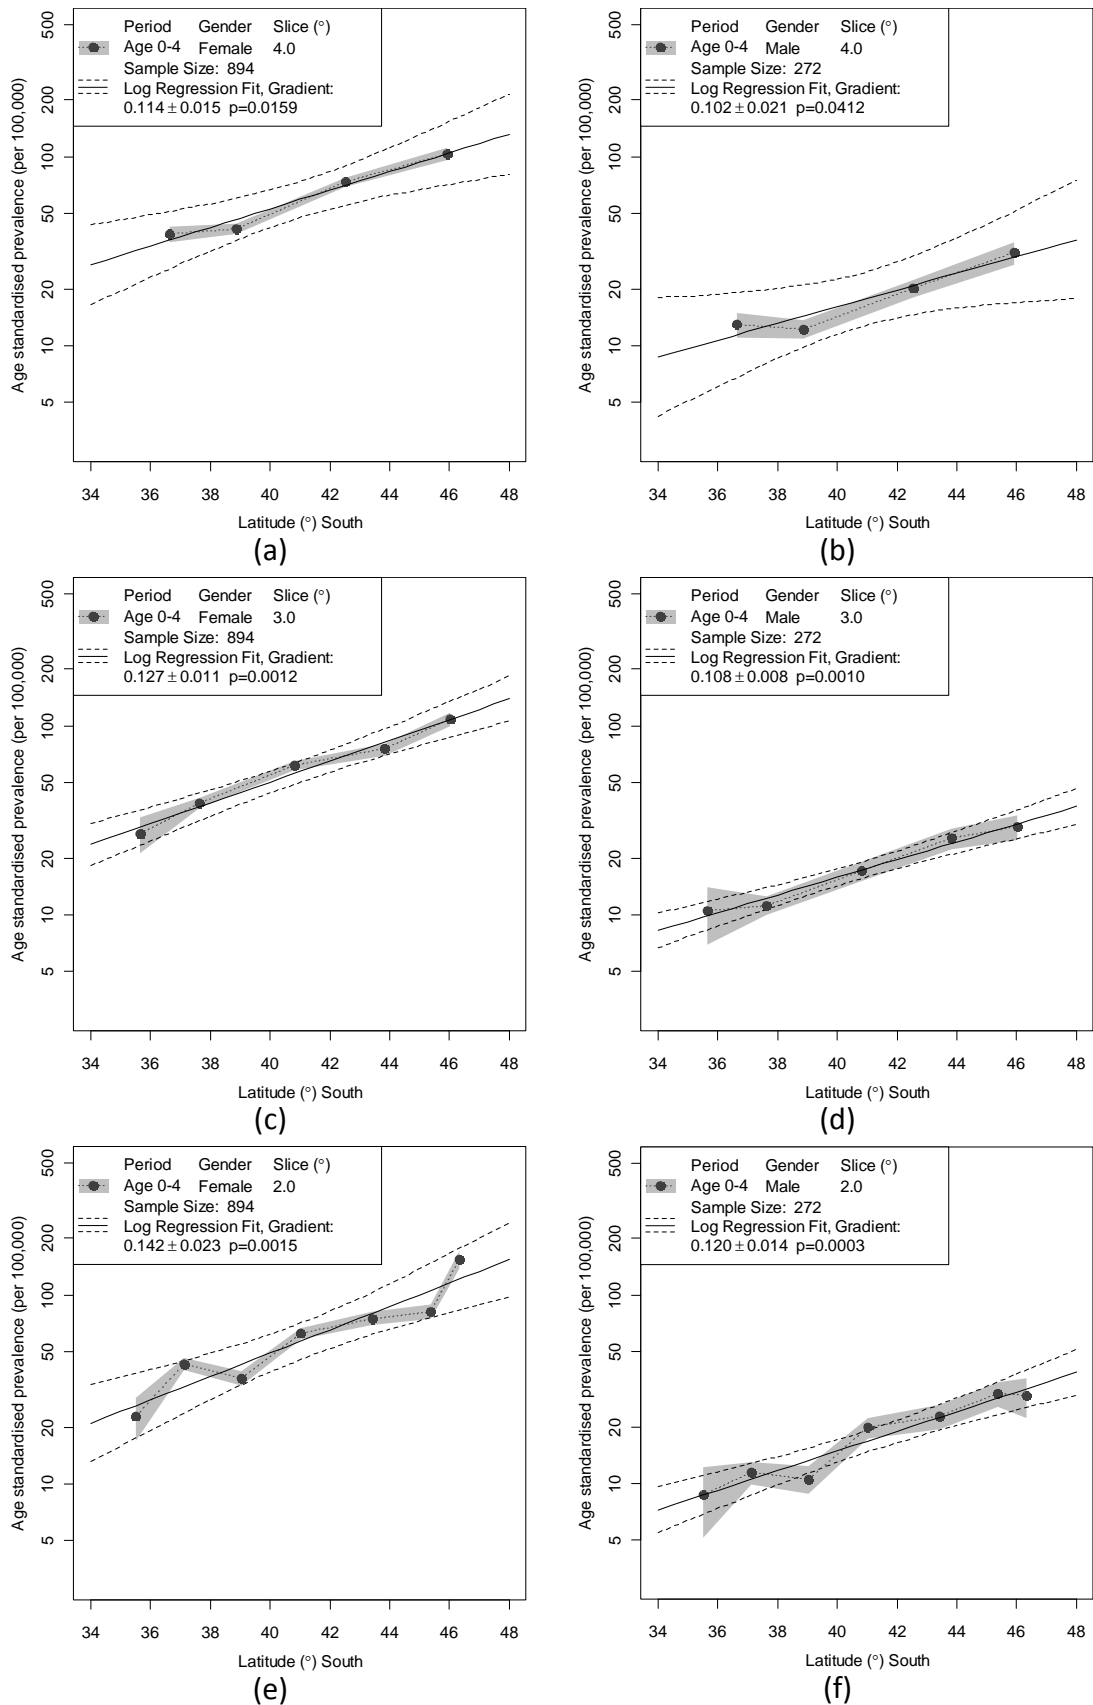 Period Gender Slice (°)
Age 0-4 Female 4.0
Sample Size: 894
Log Regression Fit, Gradient:
0.114 ± 0.015 p=0.0159
Age standardised prevalence (per 100,000)
500
200
100
50
20
10
5
34 36 38 40 42 44 46 48
Latitude (°) South
(a)
Period Gender Slice (°)
Age 0-4 Male 4.0
Sample Size: 272
Log Regression Fit, Gradient:
0.102 ± 0.021 p=0.0412
Age standardised prevalence (per 100,000)
500
200
100
50
20
10
5
34 36 38 40 42 44 46 48
Latitude (°) South
(b)
Period Gender Slice (°)
Age 0-4 Female 3.0
Sample Size: 894
Log Regression Fit, Gradient:
0.127 ± 0.011 p=0.0012
Age standardised prevalence (per 100,000)
500
200
100
50
20
10
5
34 36 38 40 42 44 46 48
Latitude (°) South
(c)
Period Gender Slice (°)
Age 0-4 Male 3.0
Sample Size: 272
Log Regression Fit, Gradient:
0.108 ± 0.008 p=0.0010
Age standardised prevalence (per 100,000)
500
200
100
50
20
10
5
34 36 38 40 42 44 46 48
Latitude (°) South
(d)
Period Gender Slice (°)
Age 0-4 Female 2.0
Sample Size: 894
Log Regression Fit, Gradient:
0.142 ± 0.023 p=0.0015
Age standardised prevalence (per 100,000)
500
200
100
50
20
10
5
34 36 38 40 42 44 46 48
Latitude (°) South
(e)
Period Gender Slice (°)
Age 0-4 Male 2.0
Sample Size: 272
Log Regression Fit, Gradient:
0.120 ± 0.014 p=0.0003
Age standardised prevalence (per 100,000)
500
200
100
50
20
10
5
34 36 38 40 42 44 46 48
Latitude (°) South
(f)